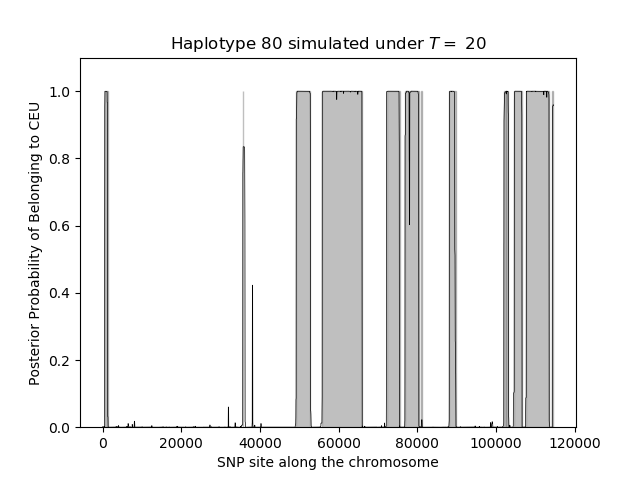 Haplotype 80 simulated under T = 20
Posterior Probability of Belonging to CEU
1.0
0.8
0.6
0.4
0.2
0.0
0 20000 40000 60000 80000 100000 120000
SNP site along the chromosome